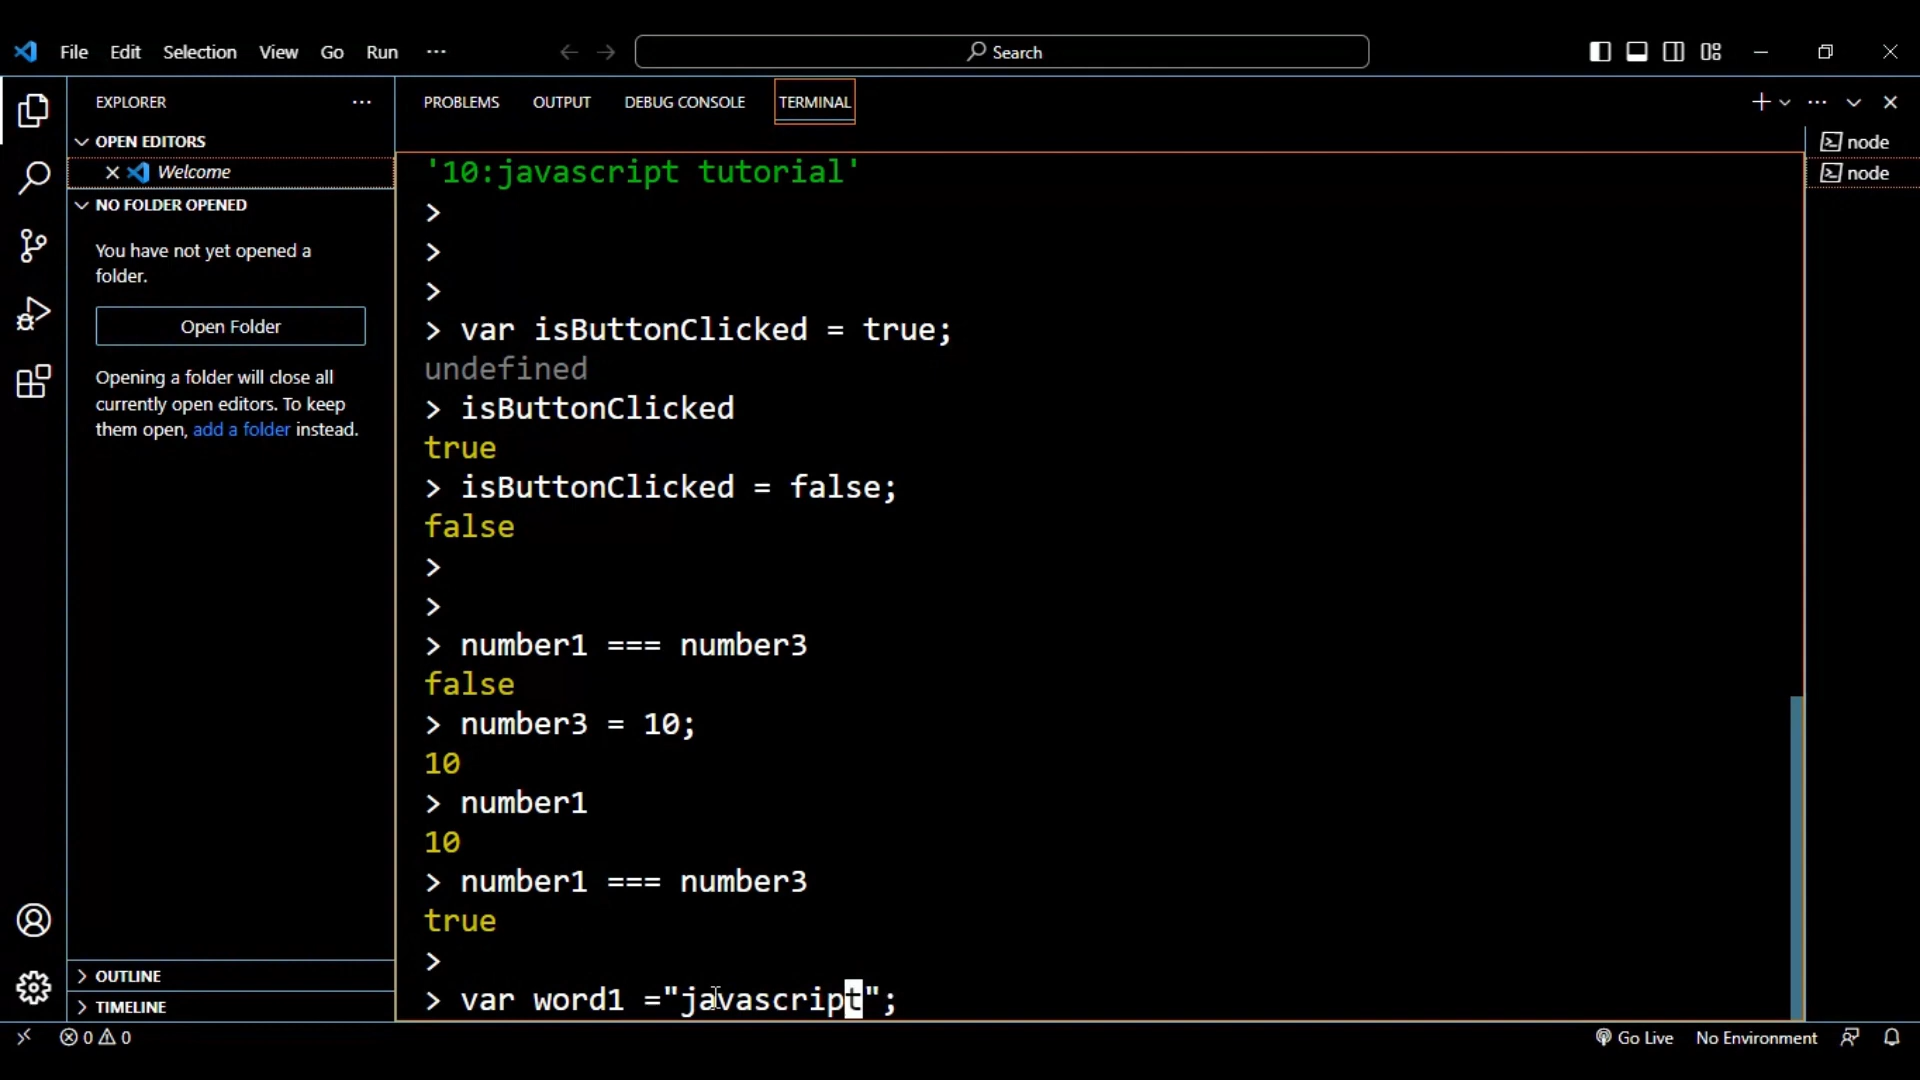 File Edit Selection View Go Run ··· Search
EXPLORER ···
OPEN EDITORS
Welcome
NO FOLDER OPENED
You have not yet opened a
folder.
Open Folder
Opening a folder will close all
currently open editors. To keep
them open, add a folder instead.
OUTLINE
TIMELINE
PROBLEMS OUTPUT DEBUG CONSOLE TERMINAL
'10:javascript tutorial'
>
>
>
> var isButtonClicked = true;
undefined
> isButtonClicked
true
> isButtonClicked = false;
false
>
>
> number1 === number3
false
> number3 = 10;
10
> number1
10
> number1 === number3
true
>
> var word1 ="javascript";
node
node
0 0 Go Live No Environment